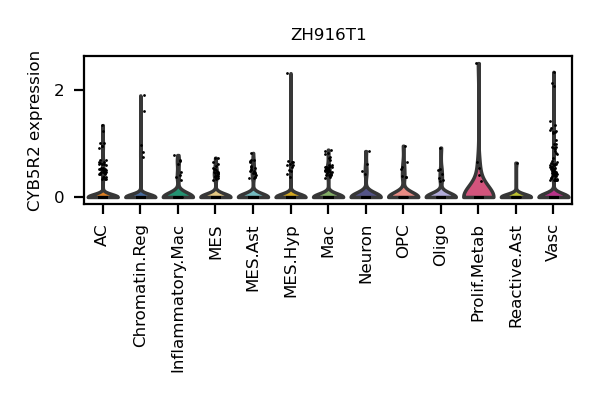 ZH916T1
CYB5R2 expression
2
0
AC
Chromatin.Reg
Inflammatory.Mac
MES
MES.Ast
MES.Hyp
Mac
Neuron
OPC
Oligo
Prolif.Metab
Reactive.Ast
Vasc